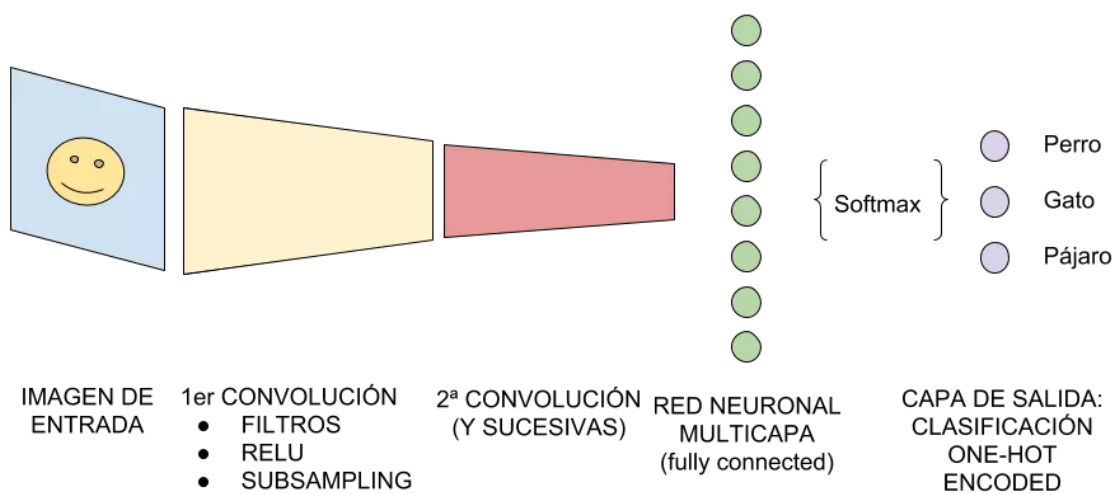 Perro
Softmax
Gato
Pájaro
IMAGEN DE
ENTRADA
1er CONVOLUCIÓN
● FILTROS
● RELU
● SUBSAMPLING
2ª CONVOLUCIÓN
(Y SUCESIVAS)
RED NEURONAL
MULTICAPA
(fully connected)
CAPA DE SALIDA:
CLASIFICACIÓN
ONE-HOT
ENCODED